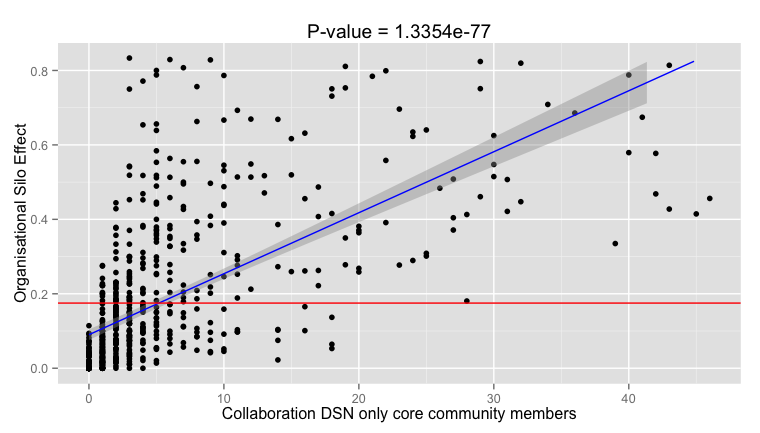 P-value = 1.3354e-77
Organisational Silo Effect
0.8
0.6
0.4
0.2
0.0
0 10 20 30 40
Collaboration DSN only core community members